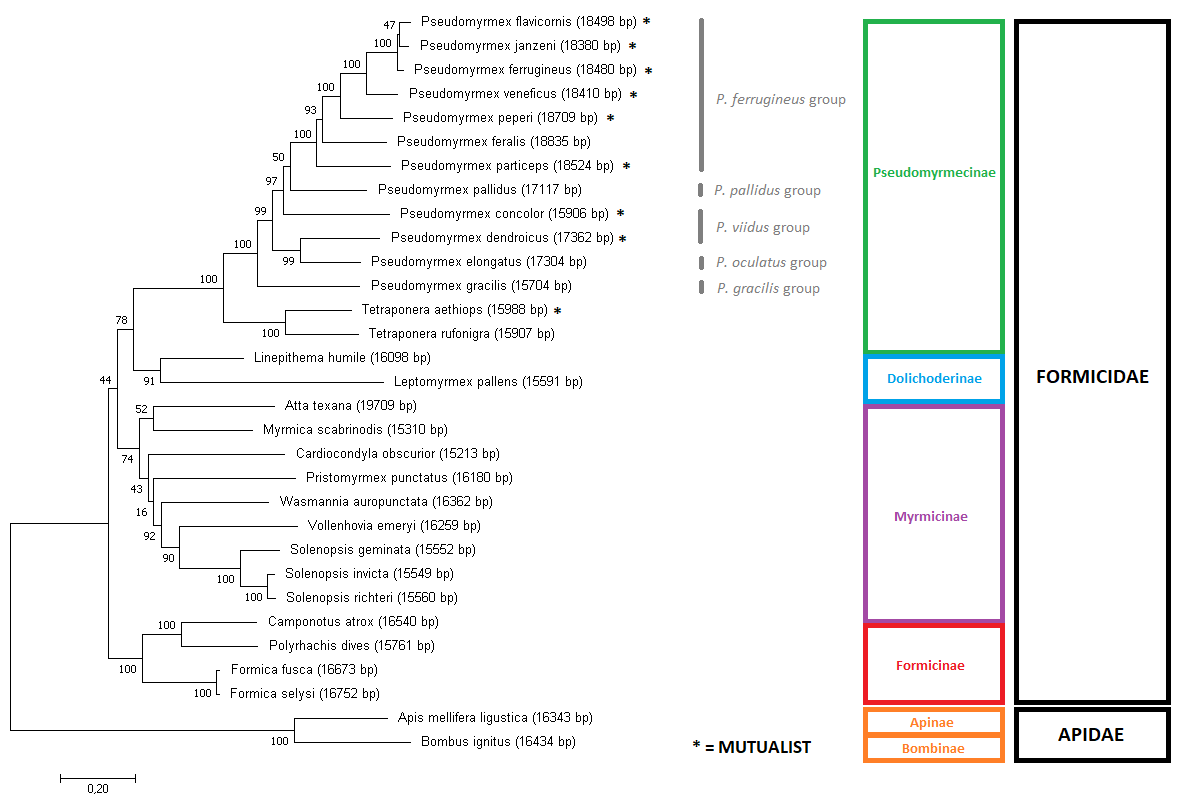 47
Pseudomyrmex flavicornis (18498 bp) *
100
Pseudomyrmex janzeni (18380 bp) *
100
Pseudomyrmex ferrugineus (18480 bp) *
100
Pseudomyrmex veneficus (18410 bp) *
P. ferrugineus group
93
Pseudomyrmex peperi (18709 bp) *
100
Pseudomyrmex feralis (18835 bp)
50
Pseudomyrmex particeps (18524 bp) *
Pseudomyrmecinae
97
Pseudomyrmex pallidus (17117 bp)
P. pallidus group
99
Pseudomyrmex concolor (15906 bp) *
P. viidus group
100
Pseudomyrmex dendroicus (17362 bp) *
99
Pseudomyrmex elongatus (17304 bp)
P. oculatus group
100
Pseudomyrmex gracilis (15704 bp)
P. gracilis group
Tetraponera aethiops (15988 bp) *
78
100
Tetraponera rufonigra (15907 bp)
Linepithema humile (16098 bp)
44
91
Leptomyrmex pallens (15591 bp)
Dolichoderinae
FORMICIDAE
52
Atta texana (19709 bp)
Myrmica scabrinodis (15310 bp)
74
Cardiocondyla obscurior (15213 bp)
43
Pristomyrmex punctatus (16180 bp)
16
Wasmannia auropunctata (16362 bp)
Myrmicinae
92
Vollenhovia emeryi (16259 bp)
90
Solenopsis geminata (15552 bp)
100
Solenopsis invicta (15549 bp)
100
Solenopsis richteri (15560 bp)
100
Camponotus atrox (16540 bp)
Polyrhachis dives (15761 bp)
100
Formica fusca (16673 bp)
Formicinae
100
Formica selysi (16752 bp)
Apis mellifera ligustica (16343 bp)
Apinae
100
Bombus ignitus (16434 bp)
* = MUTUALIST
Bombinae
APIDAE
0,20